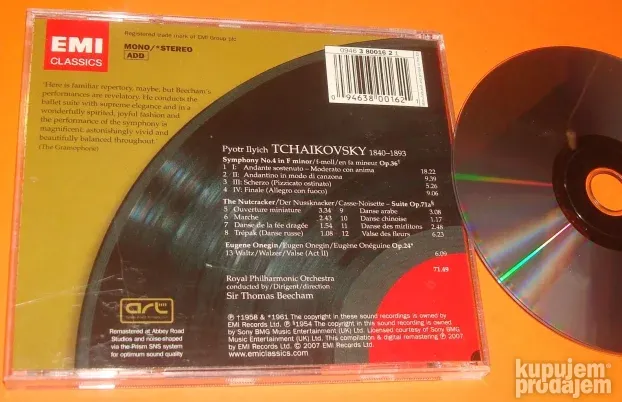 Registered trade mark of EMI Group plc
EMI
CLASSICS
MONO/*STEREO
ADD
0946 3 80016 2 1
0 94638 00162 1
'Here is familiar repertory, maybe, but Beecham's
performances are revelatory. He conducts the
ballet suite with supreme elegance and in a
wonderfully spirited, joyful fashion and
the performance of the symphony is
magnificent: astonishingly vivid and
beautifully balanced throughout.'
(The Gramophone)
Pyotr Ilyich TCHAIKOVSKY 1840–1893
Symphony No.4 in F minor/f-moll/en fa mineur Op.36†
1 I: Andante sostenuto – Moderato con anima 18.22
2 II: Andantino in modo di canzona 9.39
3 III: Scherzo (Pizzicato ostinato) 5.26
4 IV: Finale (Allegro con fuoco) 9.06
The Nutcracker/Der Nussknacker/Casse-Noisette – Suite Op.71a§
5 Ouverture miniature 3.34 9 Danse arabe 3.08
6 Marche 2.43 10 Danse chinoise 1.17
7 Danse de la fée dragée 1.54 11 Danse des mirlitons 2.48
8 Trépak (Danse russe) 1.08 12 Valse des fleurs 6.23
Eugene Onegin/Eugen Onegin/Eugène Onéguine Op.24*
13 Waltz/Walzer/Valse (Act II) 6.09
71.49
Royal Philharmonic Orchestra
conducted by/Dirigent/direction
Sir Thomas Beecham
art
Remastered at Abbey Road
Studios and noise-shaped
via the Prism SNS system
for optimum sound quality
℗ †1958 & *1961 The copyright in these sound recordings is owned by
EMI Records Ltd. ℗ §1954 The copyright in this sound recording is owned
by Sony BMG Music Entertainment (UK) Ltd. Licensed courtesy of Sony BMG
Music Entertainment (UK) Ltd. This compilation & digital remastering ℗ 2007
EMI Records Ltd. © 2007 EMI Records Ltd.
www.emiclassics.com
kupujem
prodajem